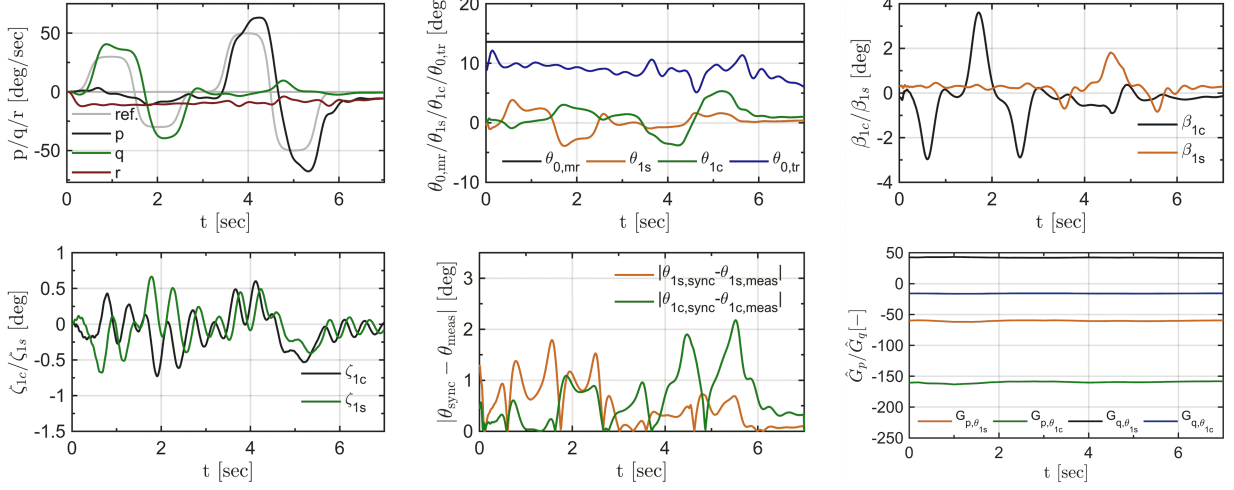 50
0
-50
p/q/r [deg/sec]
ref.
p
q
r
0 2 4 6
t [sec]
20
10
0
-10
θ0,mr/θ1s/θ1c/θ0,tr [deg]
θ0,mr θ1s θ1c θ0,tr
0 2 4 6
t [sec]
4
2
0
-2
-4
β1c/β1s [deg]
β1c
β1s
0 2 4 6
t [sec]
1
0.5
0
-0.5
-1
-1.5
ζ1c/ζ1s [deg]
ζ1c
ζ1s
0 2 4 6
t [sec]
3
2
1
0
|θsync − θmeas| [deg]
|θ1s,sync-θ1s,meas|
|θ1c,sync-θ1c,meas|
0 2 4 6
t [sec]
50
0
-50
-100
-150
-200
-250
Ĝp/Ĝq[−]
Gp,θ1s Gp,θ1c Gq,θ1s Gq,θ1c
0 2 4 6
t [sec]